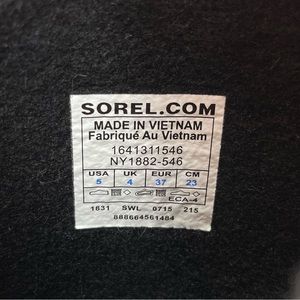 SOREL.COM
MADE IN VIETNAM
Fabriqué Au Vietnam
1641311546
NY1882-546
USA UK EUR CM
5 4 37 23
ECA-4
1631 SWL 0715 215
888664561484